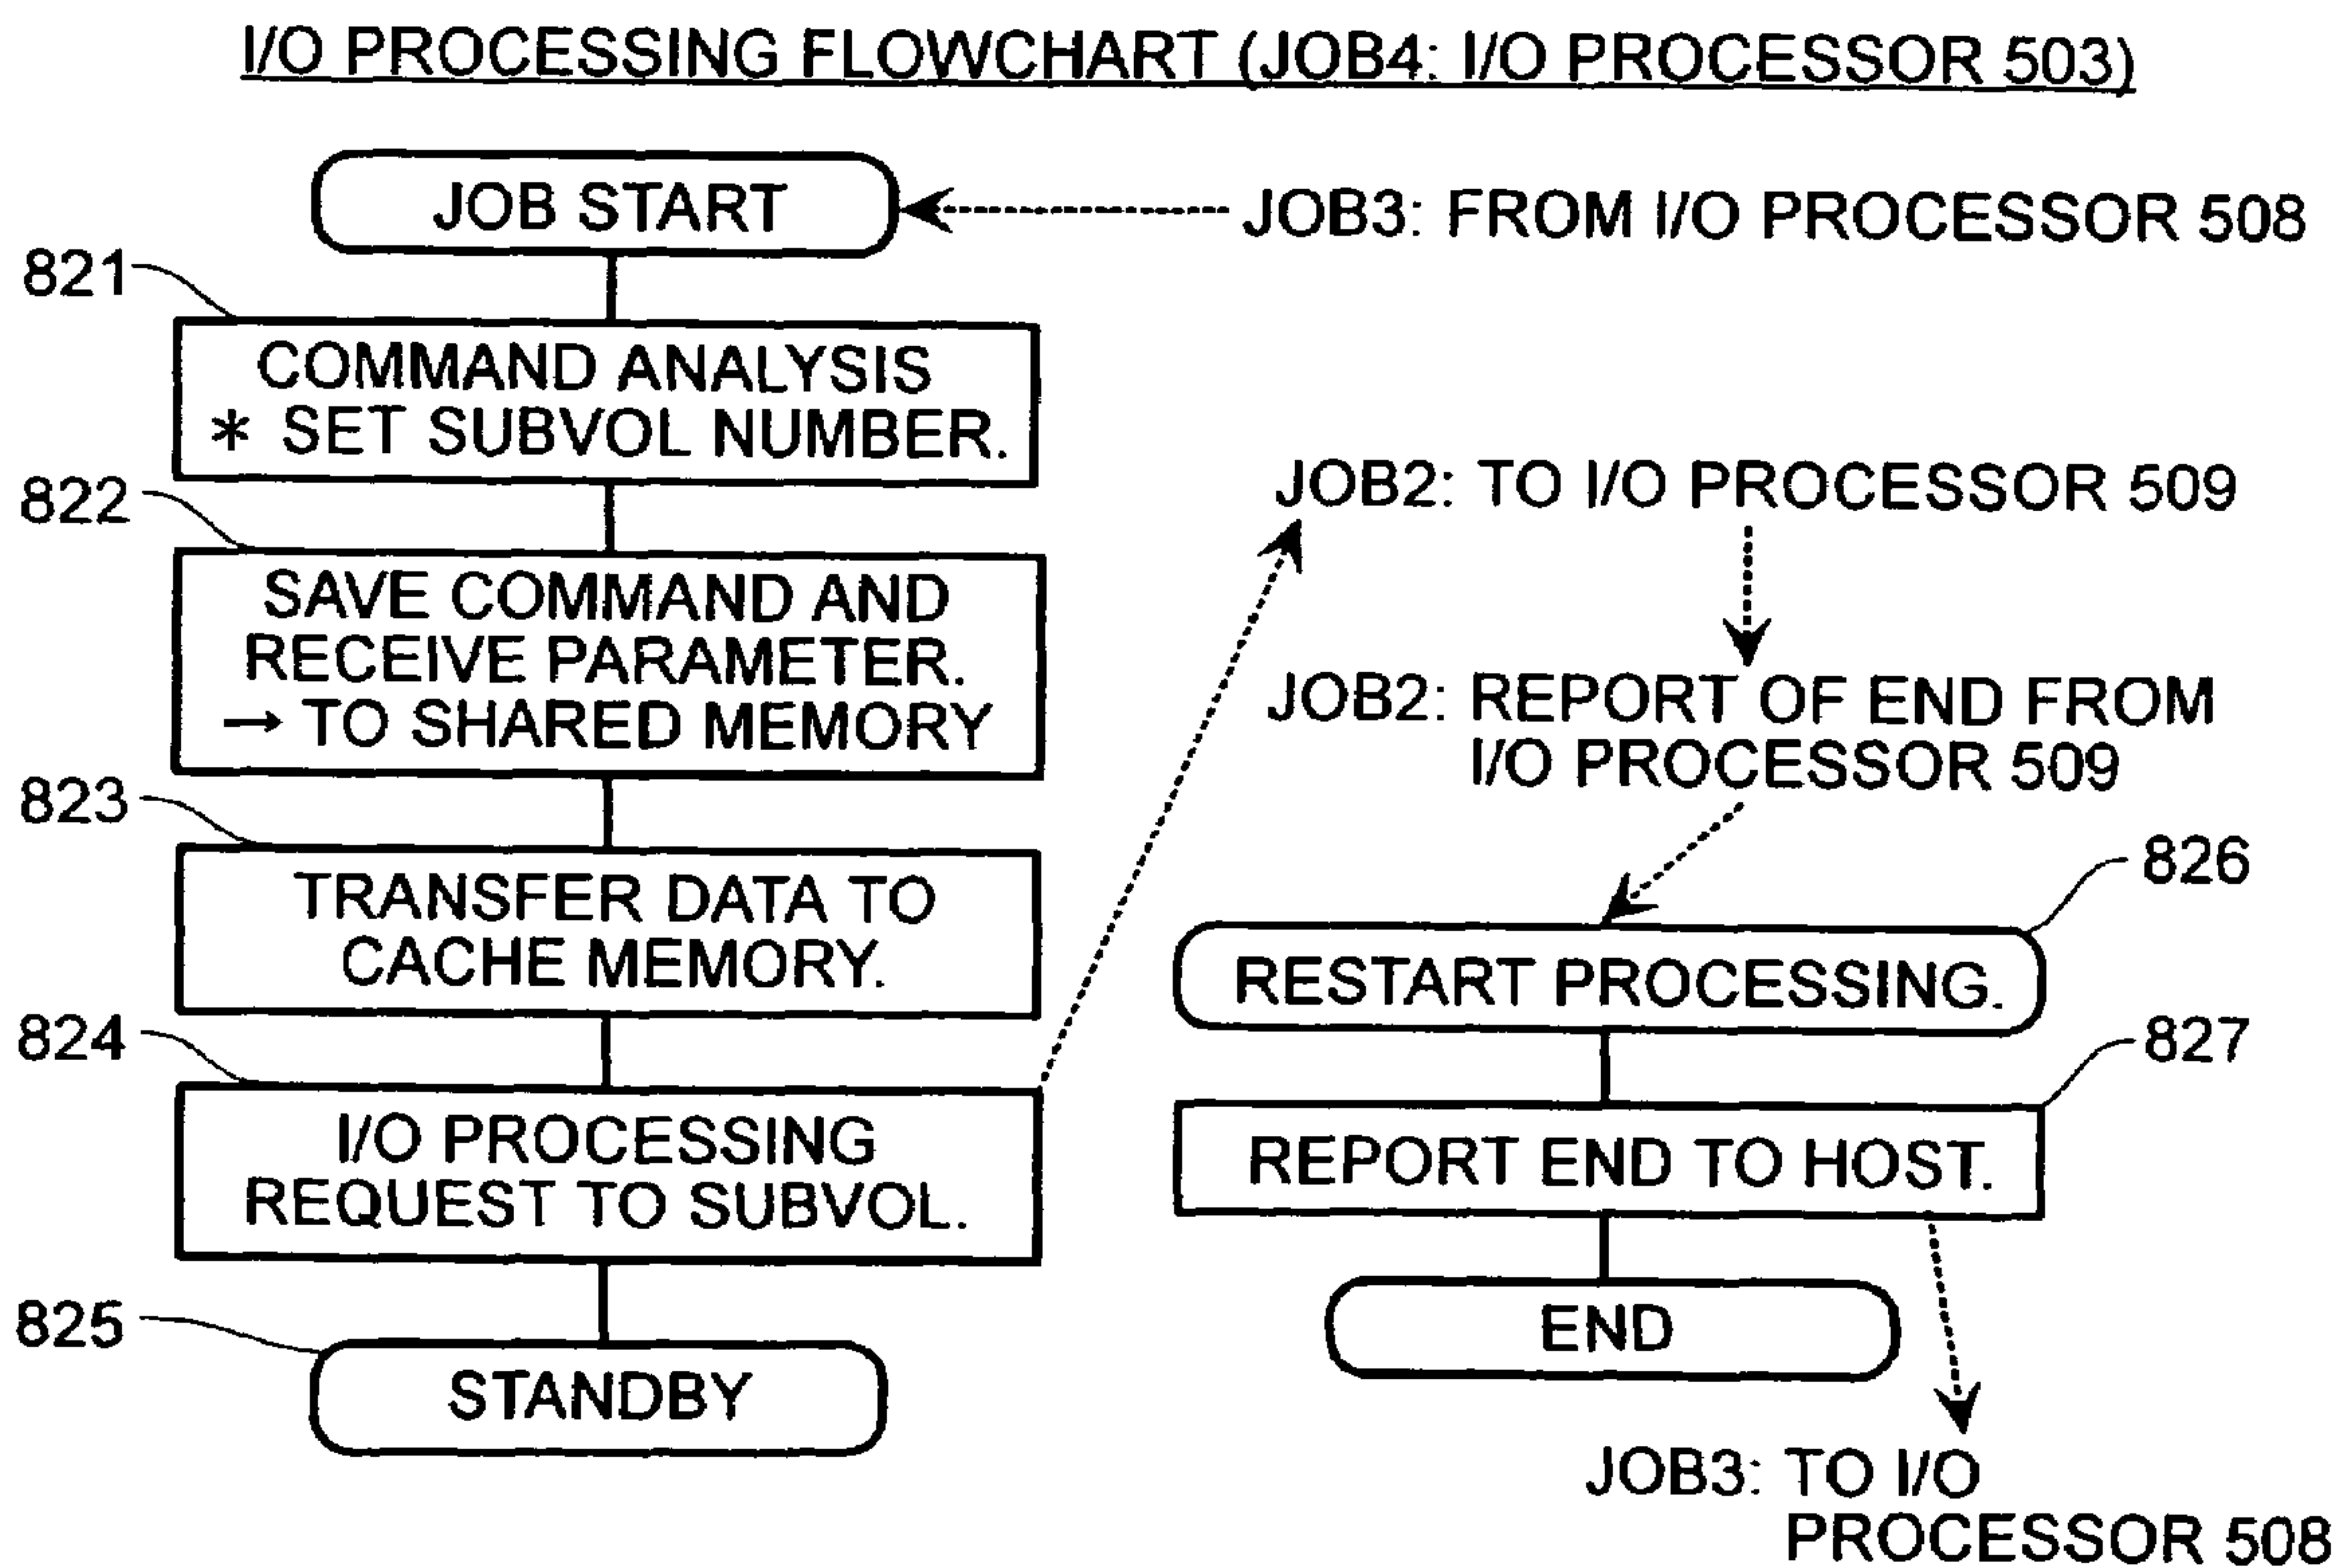 I/O PROCESSING FLOWCHART (JOB4: I/O PROCESSOR 503)
JOB START
JOB3: FROM I/O PROCESSOR 508
821
COMMAND ANALYSIS
* SET SUBVOL NUMBER.
822
SAVE COMMAND AND
RECEIVE PARAMETER.
→ TO SHARED MEMORY
823
TRANSFER DATA TO
CACHE MEMORY.
824
I/O PROCESSING
REQUEST TO SUBVOL.
825
STANDBY
JOB2: TO I/O PROCESSOR 509
JOB2: REPORT OF END FROM
I/O PROCESSOR 509
826
RESTART PROCESSING.
827
REPORT END TO HOST.
END
JOB3: TO I/O
PROCESSOR 508